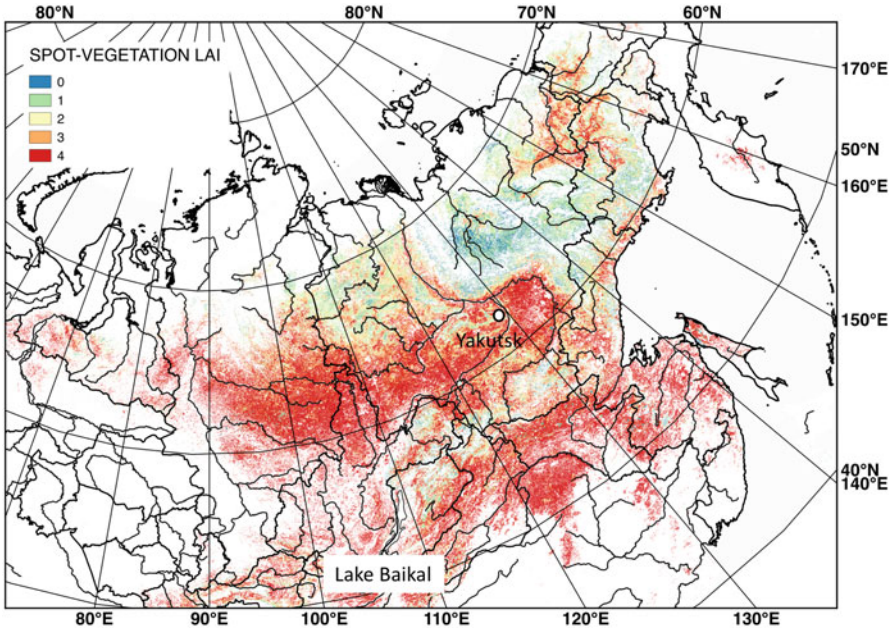 80°N
80°N
70°N
60°N
SPOT-VEGETATION LAI
0
1
2
3
4
170°E
50°N
160°E
150°E
Yakutsk
40°N
140°E
Lake Baikal
80°E
90°E
100°E
110°E
120°E
130°E